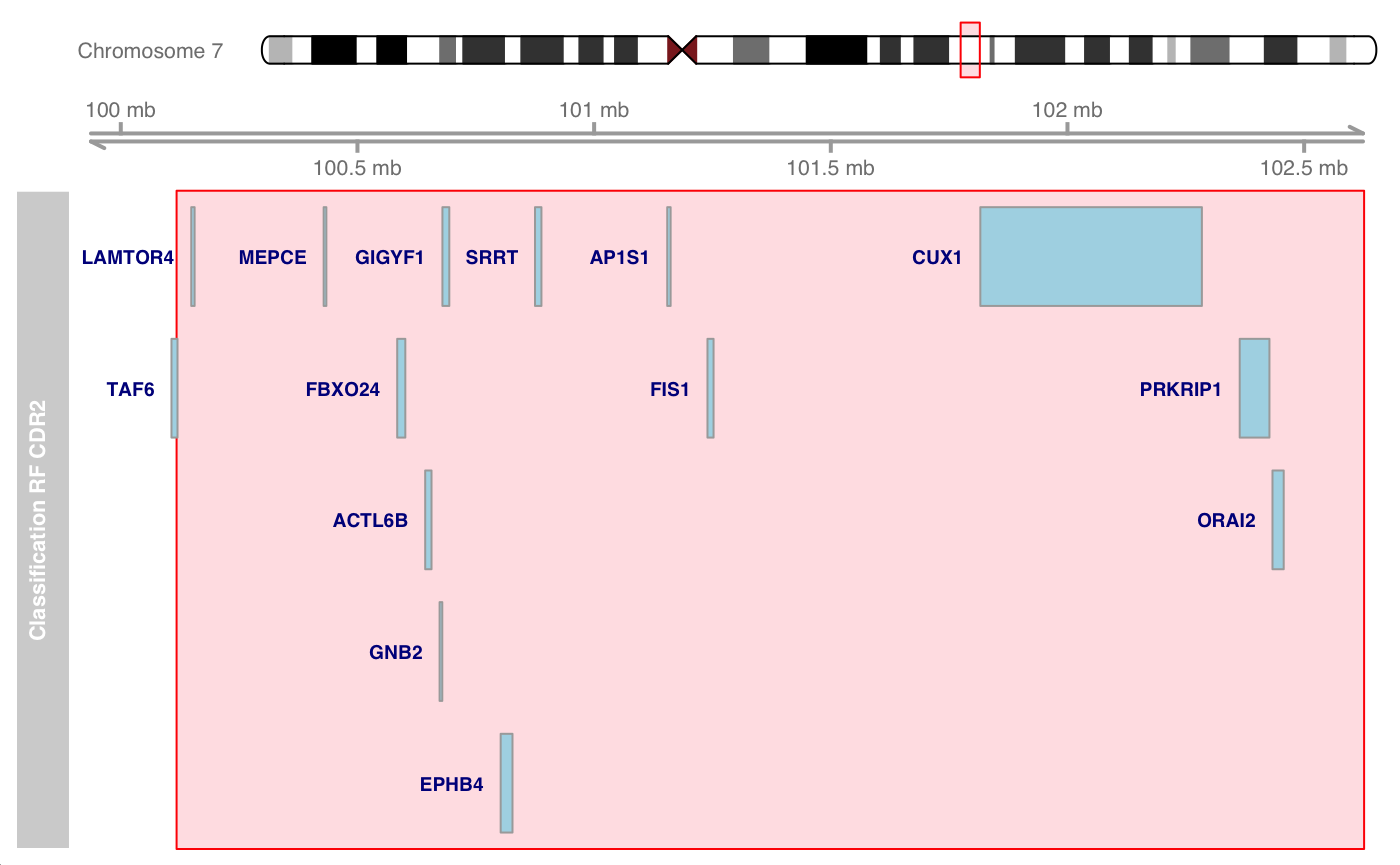 Chromosome 7
100 mb 101 mb 102 mb
100.5 mb 101.5 mb 102.5 mb
Classification RF CDR2
LAMTOR4 MEPCE GIGYF1 SRRT AP1S1 CUX1
TAF6 FBXO24 FIS1 PRKRIP1
ACTL6B ORAI2
GNB2
EPHB4